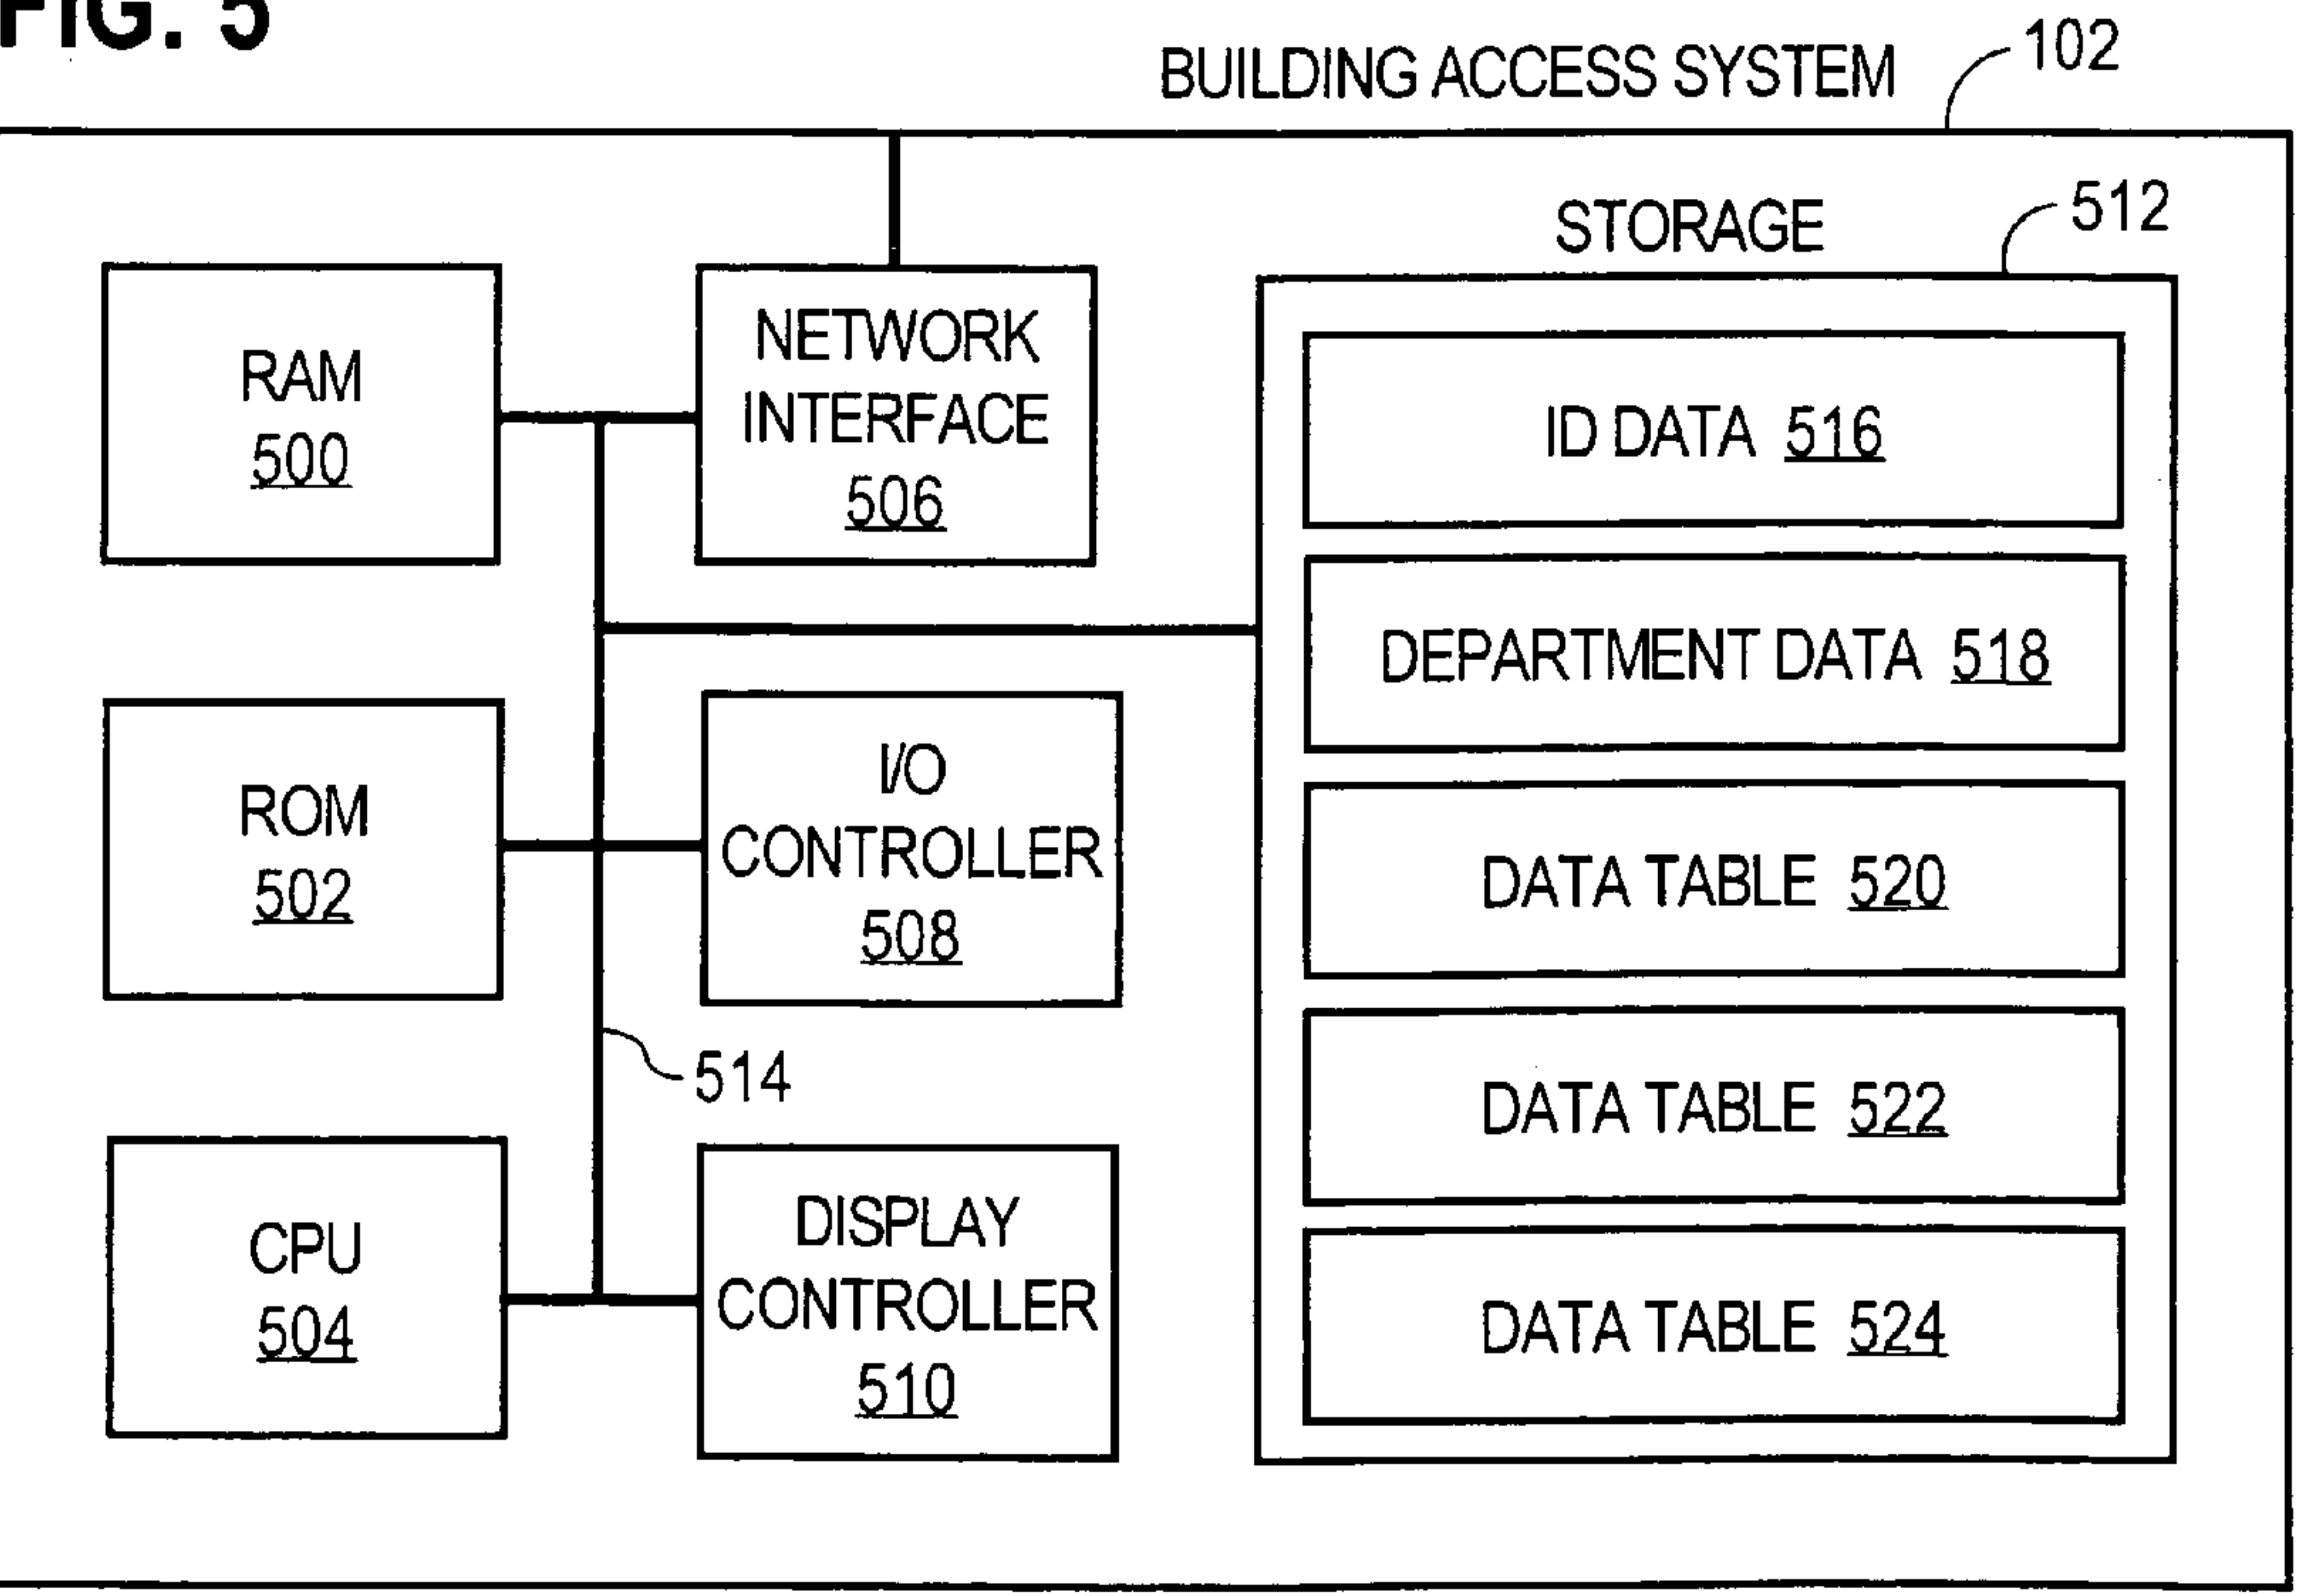 FIG. 5
BUILDING ACCESS SYSTEM
102
STORAGE
512
RAM
500
NETWORK
INTERFACE
506
ROM
502
I/O
CONTROLLER
508
514
CPU
504
DISPLAY
CONTROLLER
510
ID DATA 516
DEPARTMENT DATA 518
DATA TABLE 520
DATA TABLE 522
DATA TABLE 524